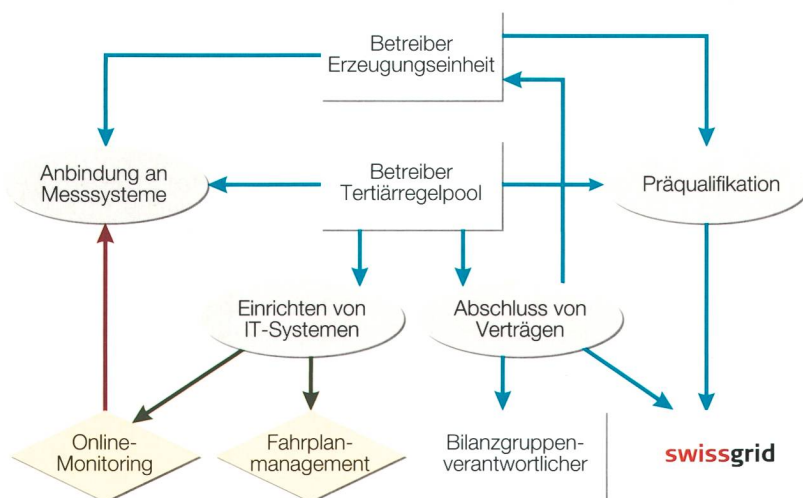 Betreiber
Erzeugungseinheit
Anbindung an
Messsysteme
Betreiber
Tertiärregelpool
Präqualifikation
Einrichten von
IT-Systemen
Abschluss von
Verträgen
Online-
Monitoring
Fahrplan-
management
Bilanzgruppen-
verantwortlicher
swissgrid